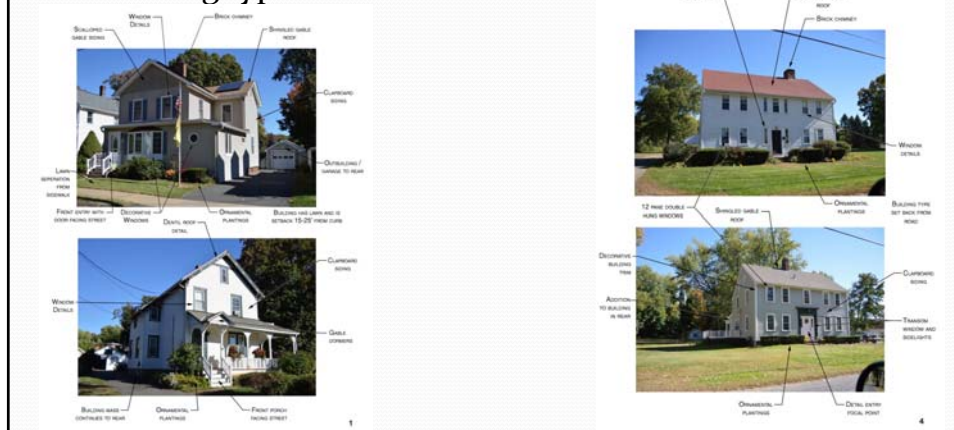 WINDOW
DETAILS
BRICK CHIMNEY
SCALLOPED
GABLE SIDING
SHINGLED GABLE
ROOF
CLAPBOARD
SIDING
OUTBUILDING /
GARAGE TO REAR
LAWN
SEPERATION
FROM
SIDEWALK
FRONT ENTRY WITH
DOOR FACING STREET
DECORATIVE
WINDOWS
ORNAMENTAL
PLANTINGS
BUILDING HAS LAWN AND IS
SETBACK 15-25' FROM CURB
DENTIL ROOF
DETAIL
CLAPBOARD
SIDING
WINDOW
DETAILS
GABLE
DORMERS
BUILDING MASS
CONTINUES TO REAR
ORNAMENTAL
PLANTINGS
FRONT PORCH
FACING STREET
1
ROOF
BRICK CHIMNEY
WINDOW
DETAILS
12 PANE DOUBLE
HUNG WINDOWS
ORNAMENTAL
PLANTINGS
BUILDING TYPE
SET BACK FROM
ROAD
SHINGLED GABLE
ROOF
DECORATIVE
BUILDING
TRIM
CLAPBOARD
SIDING
ADDITION
TO BUILDING
IN REAR
TRANSOM
WINDOW AND
SIDELIGHTS
ORNAMENTAL
PLANTINGS
DETAIL ENTRY
FOCAL POINT
4